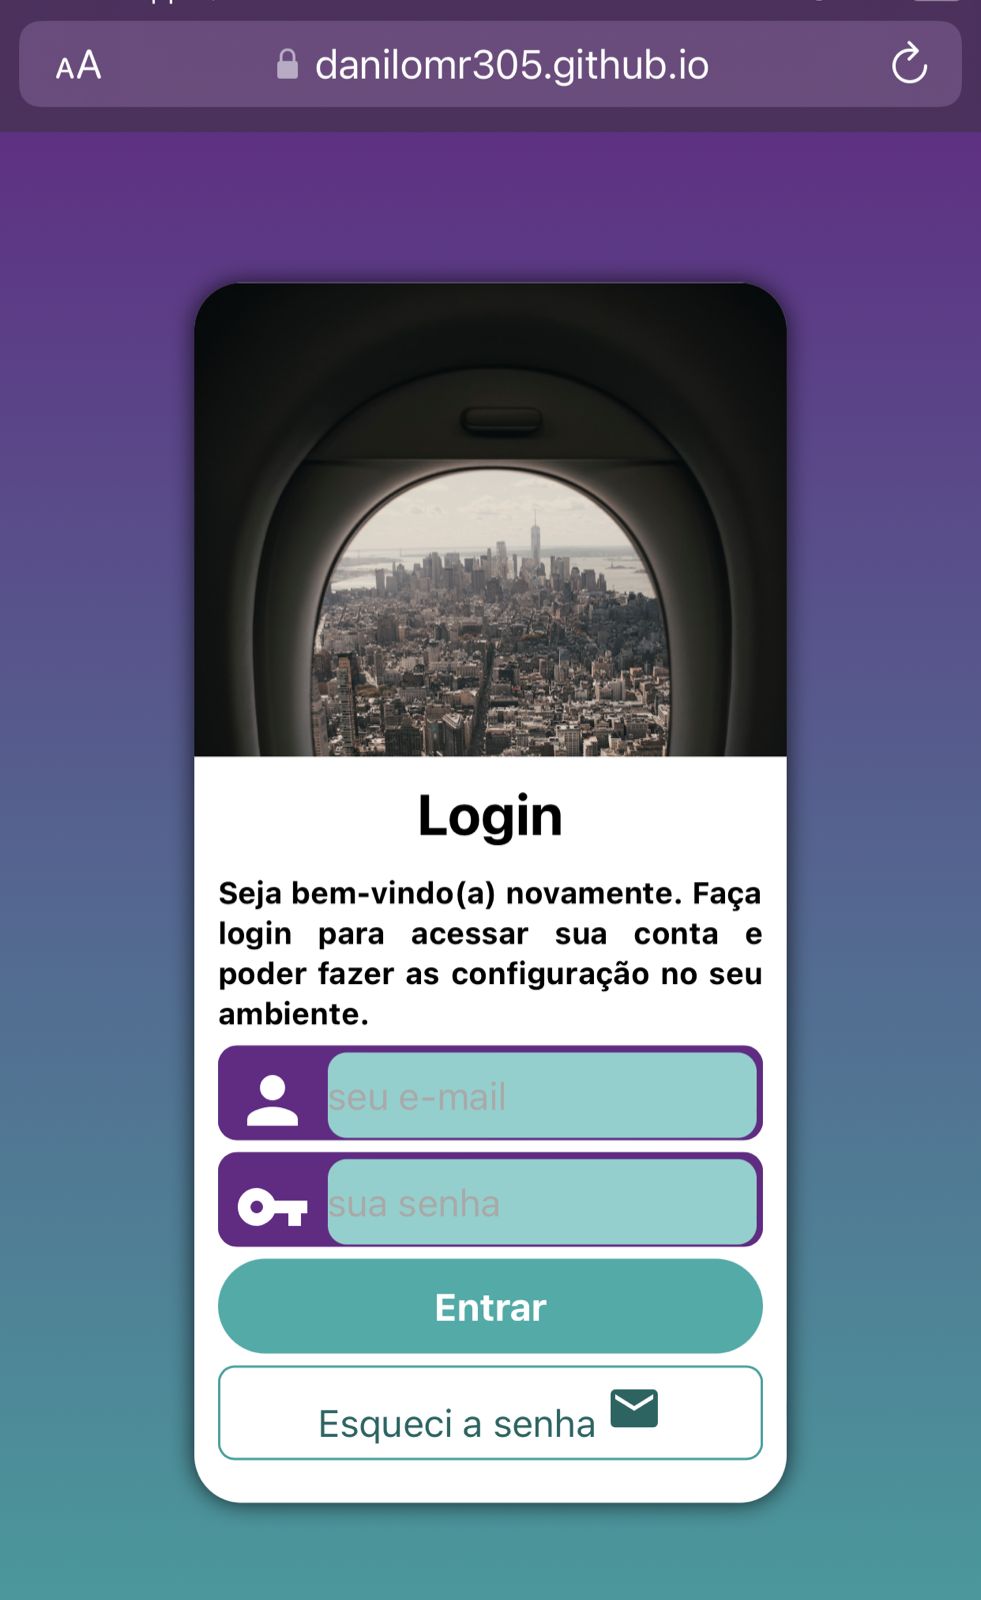 AA danilomr305.github.io
Login
Seja bem-vindo(a) novamente. Faça
login para acessar sua conta e
poder fazer as configuração no seu
ambiente.
seu e-mail
sua senha
Entrar
Esqueci a senha